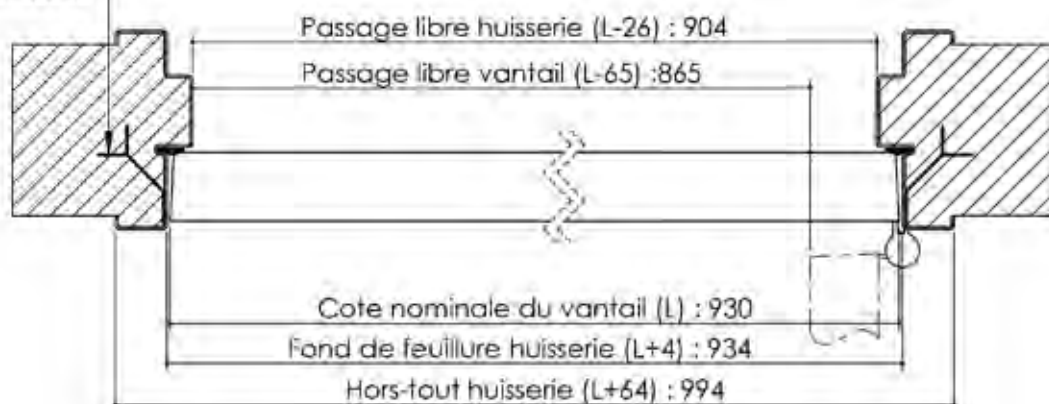 Passage libre huisserie (L-26) : 904
Passage libre vantail (L-65) :865
Cote nominale du vantail (L) : 930
Fond de feuillure huisserie (L+4) : 934
Hors-tout huisserie (L+64) : 994